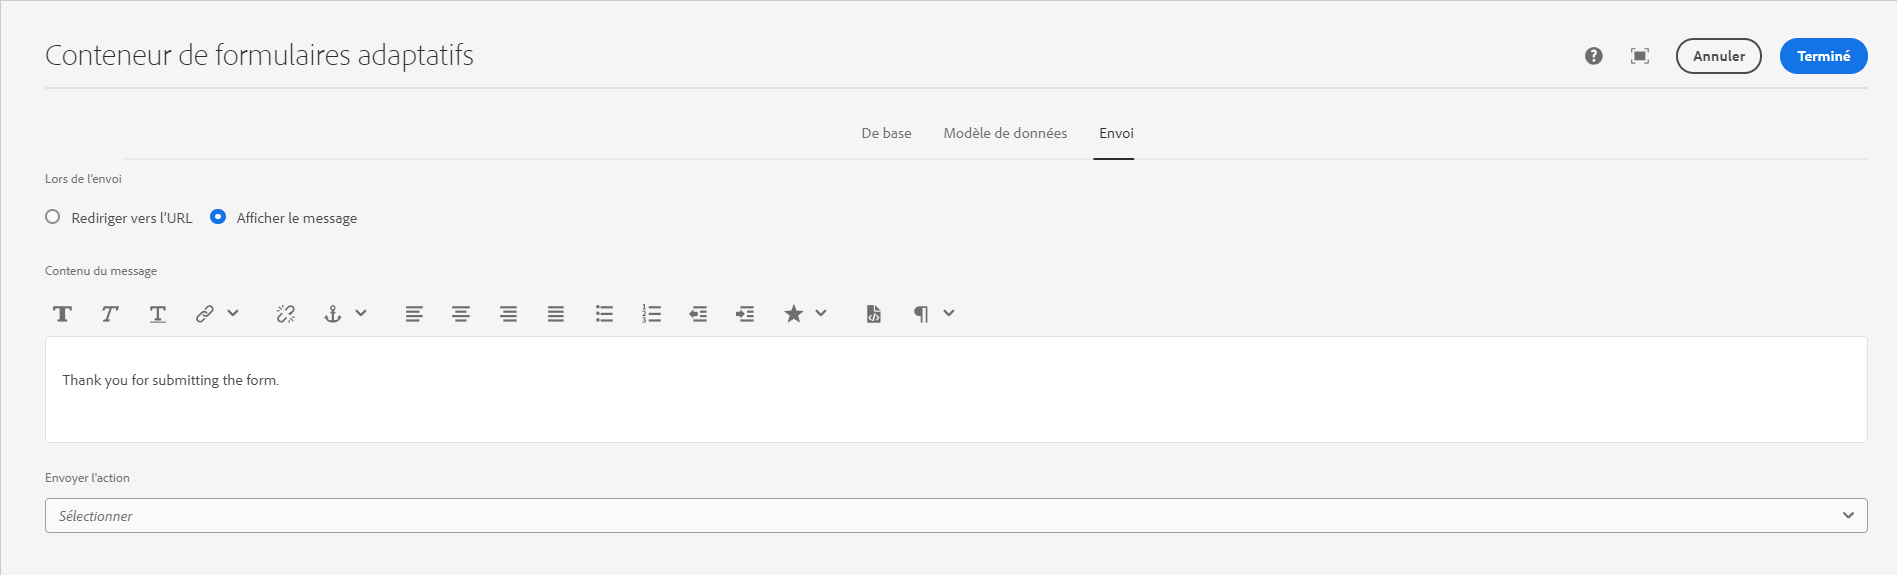 Conteneur de formulaires adaptatifs
Annuler
Terminé
De base
Modèle de données
Envoi
Lors de l'envoi
Rediriger vers l'URL
Afficher le message
Contenu du message
Thank you for submitting the form.
Envoyer l'action
Sélectionner